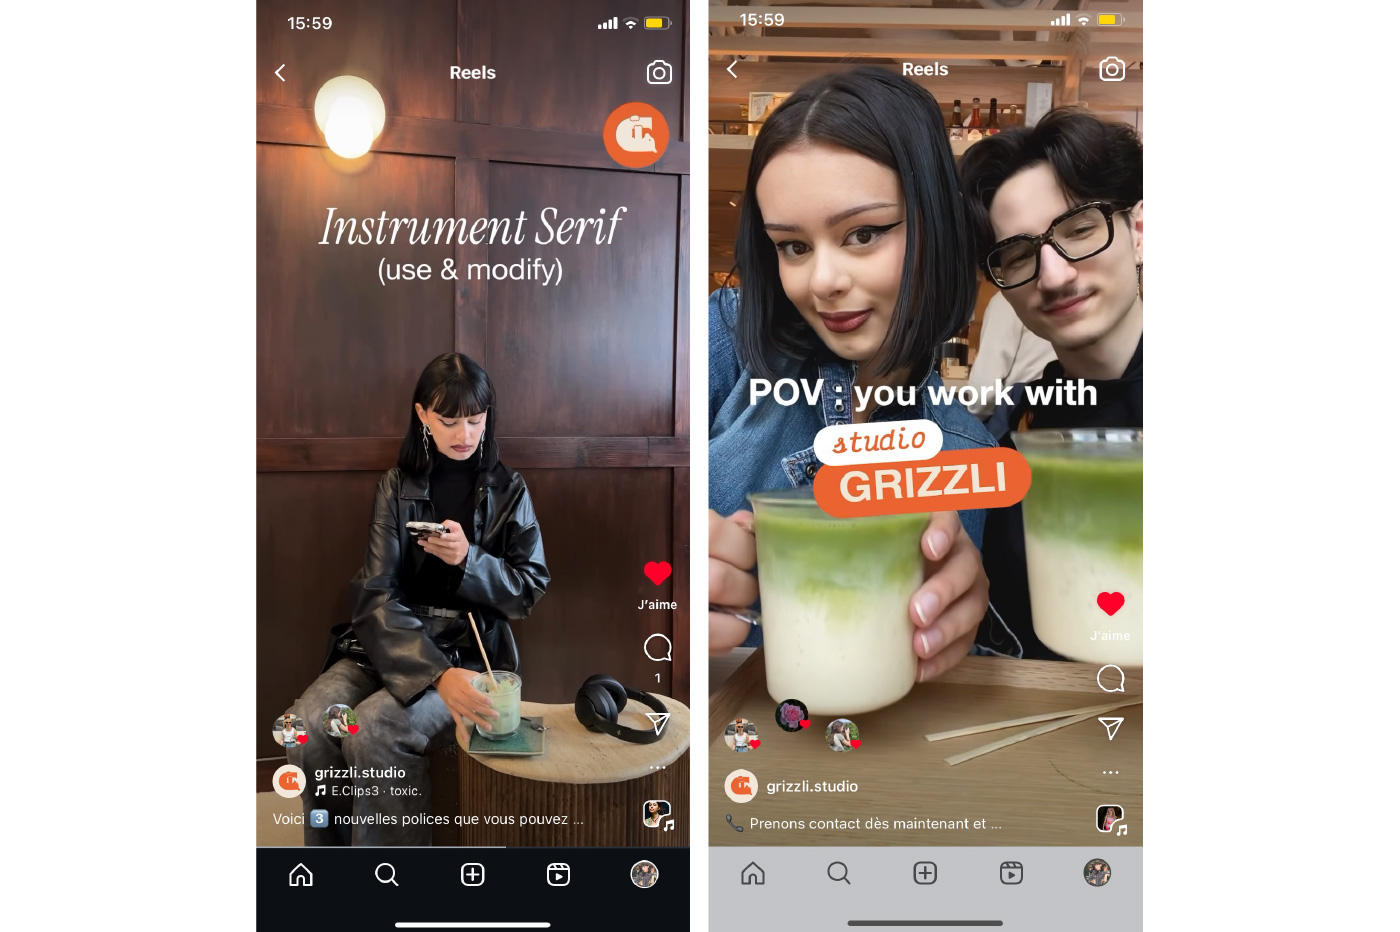 15:59
Reels
Instrument Serif
(use & modify)
J'aime
1
grizzli.studio
E.Clips3 · toxic.
Voici 3 nouvelles polices que vous pouvez ...
15:59
Reels
POV : you work with
studio
GRIZZLI
J'aime
grizzli.studio
Prenons contact dès maintenant et ...